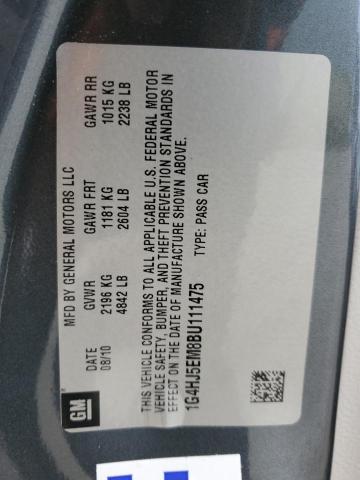 MFD BY GENERAL MOTORS LLC
DATE GVWR GAWR FRT GAWR RR
08/10 2196 KG 1181 KG 1015 KG
4842 LB 2604 LB 2238 LB
THIS VEHICLE CONFORMS TO ALL APPLICABLE U.S. FEDERAL MOTOR
VEHICLE SAFETY, BUMPER, AND THEFT PREVENTION STANDARDS IN
EFFECT ON THE DATE OF MANUFACTURE SHOWN ABOVE.
1G4HJ5EM8BU111475 TYPE: PASS CAR
GM